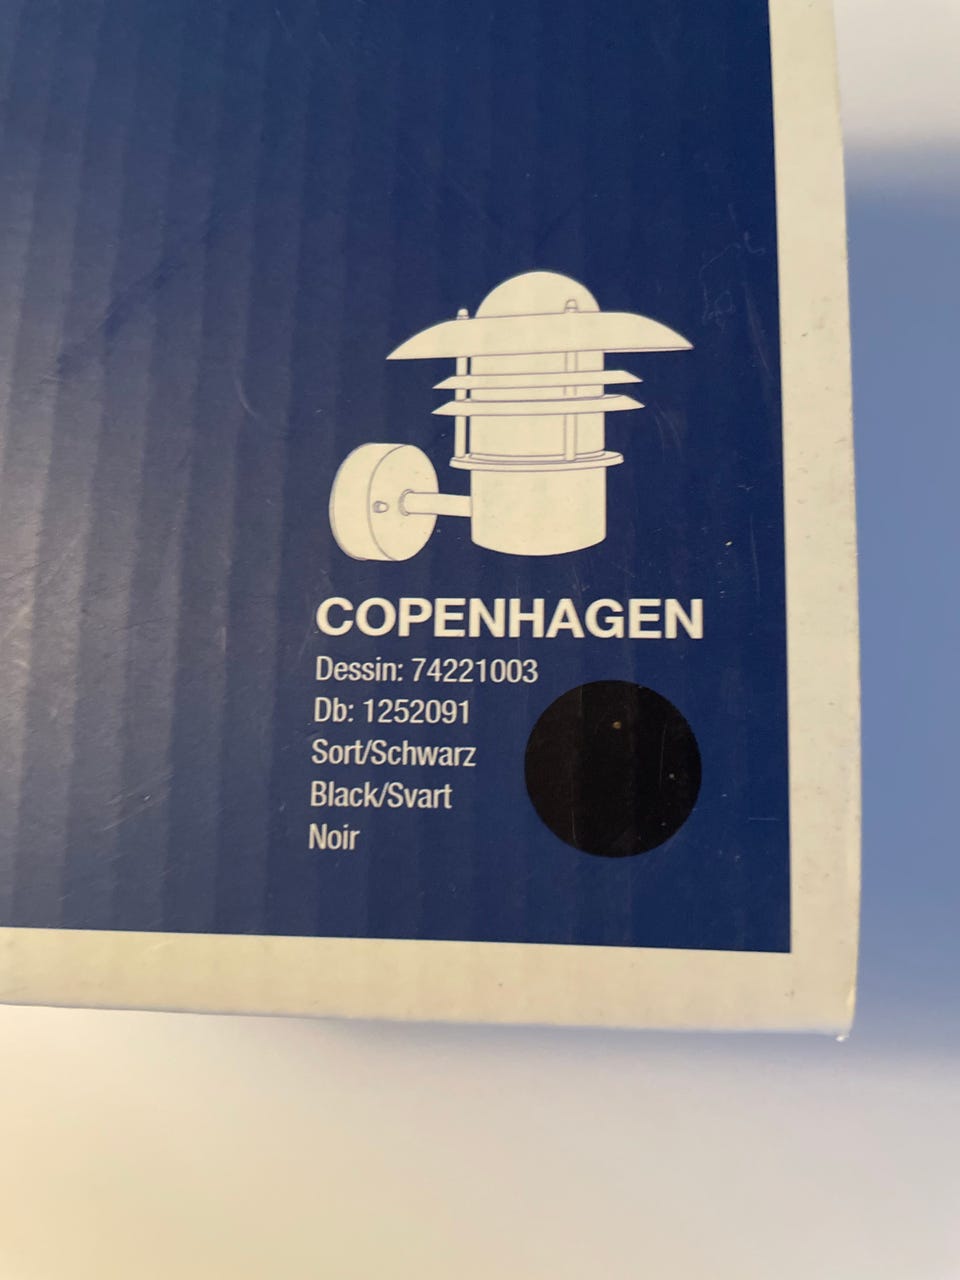 COPENHAGEN
Dessin: 74221003
Db: 1252091
Sort/Schwarz
Black/Svart
Noir